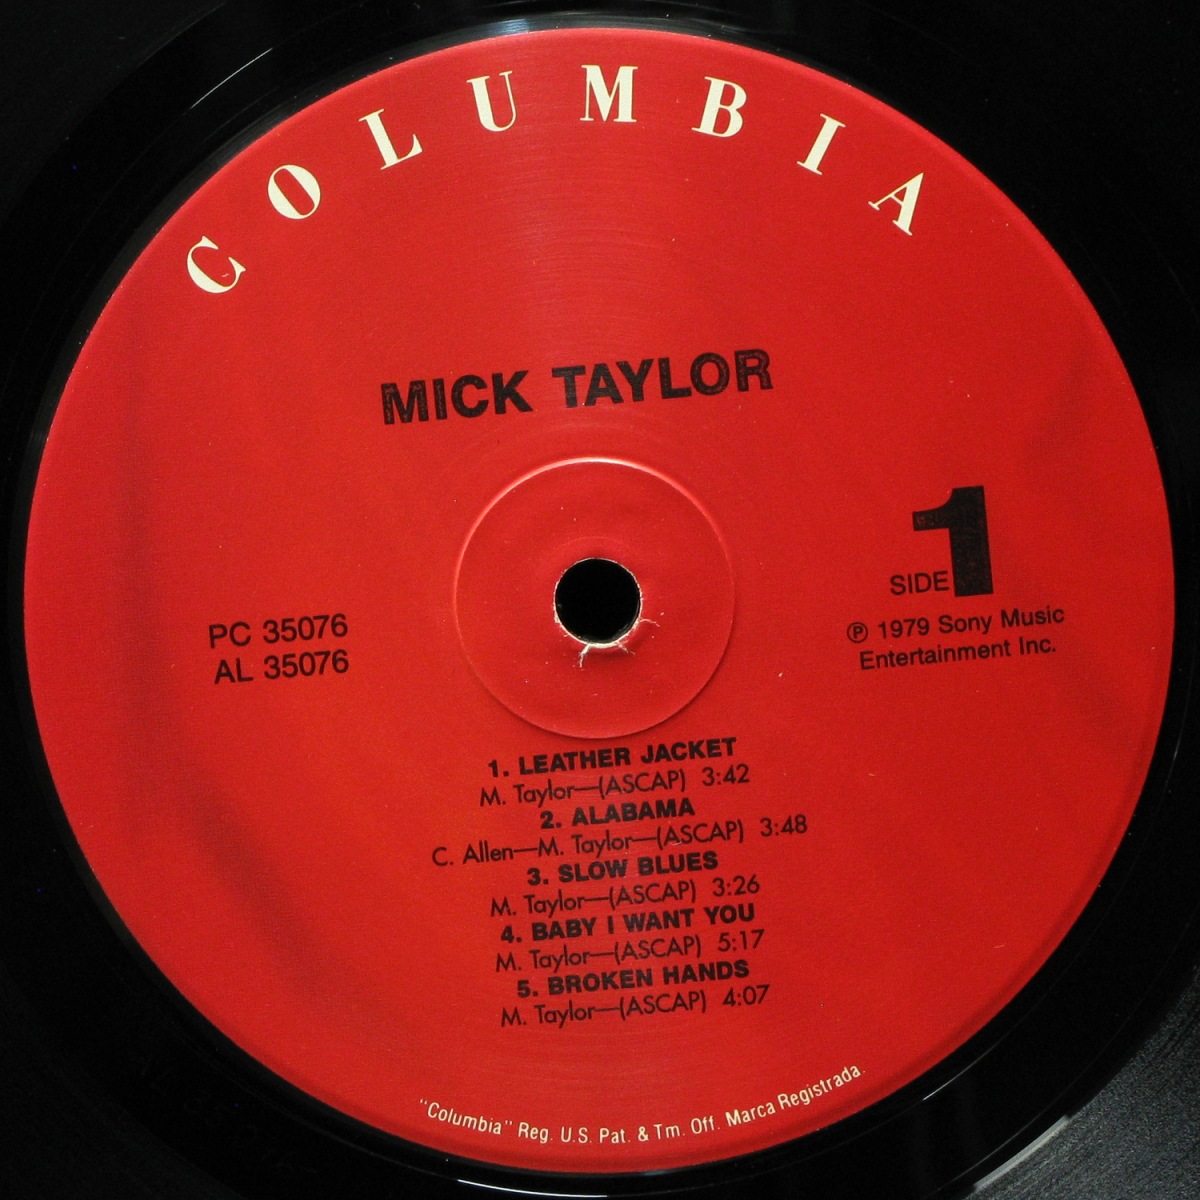 COLUMBIA
MICK TAYLOR
SIDE 1
PC 35076
AL 35076
℗ 1979 Sony Music
Entertainment Inc.
1. LEATHER JACKET
M. Taylor—(ASCAP) 3:42
2. ALABAMA
C. Allen—M. Taylor—(ASCAP) 3:48
3. SLOW BLUES
M. Taylor—(ASCAP) 3:26
4. BABY I WANT YOU
M. Taylor—(ASCAP) 5:17
5. BROKEN HANDS
M. Taylor—(ASCAP) 4:07
"Columbia" Reg. U.S. Pat. & Tm. Off. Marca Registrada.